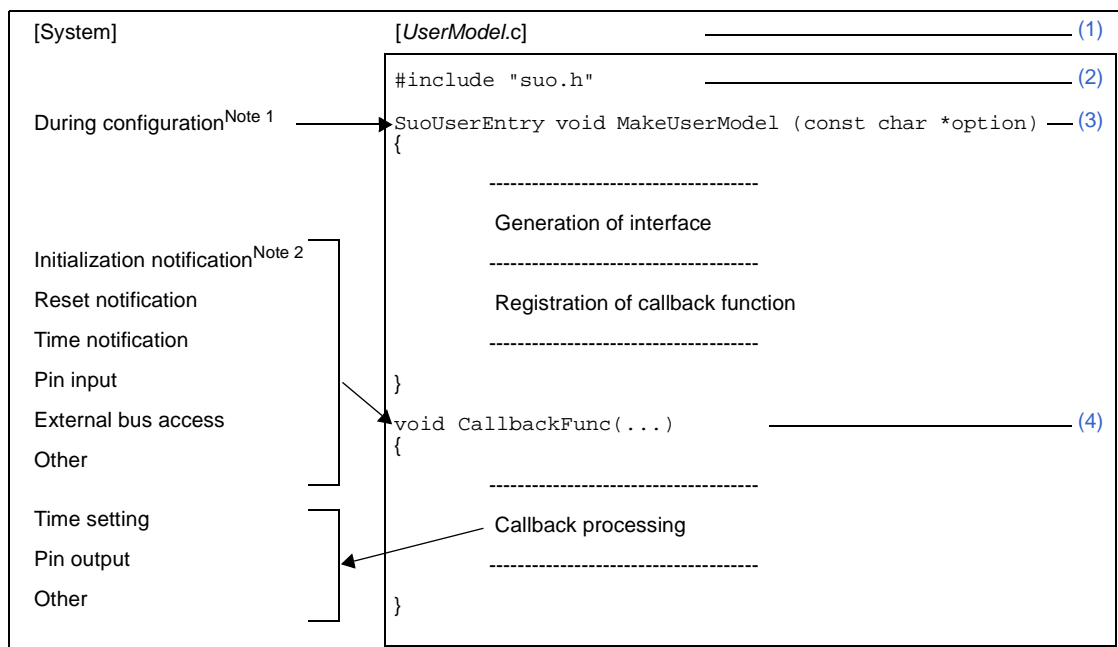 [System] [UserModel.c] (1)
#include "suo.h" (2)
During configurationNote 1 SuoUserEntry void MakeUserModel (const char *option) (3)
{
--------------------------------------
Generation of interface
Initialization notificationNote 2
--------------------------------------
Reset notification Registration of callback function
Time notification
--------------------------------------
Pin input }
External bus access void CallbackFunc(...) (4)
{
Other
--------------------------------------
Time setting Callback processing
Pin output
--------------------------------------
Other }